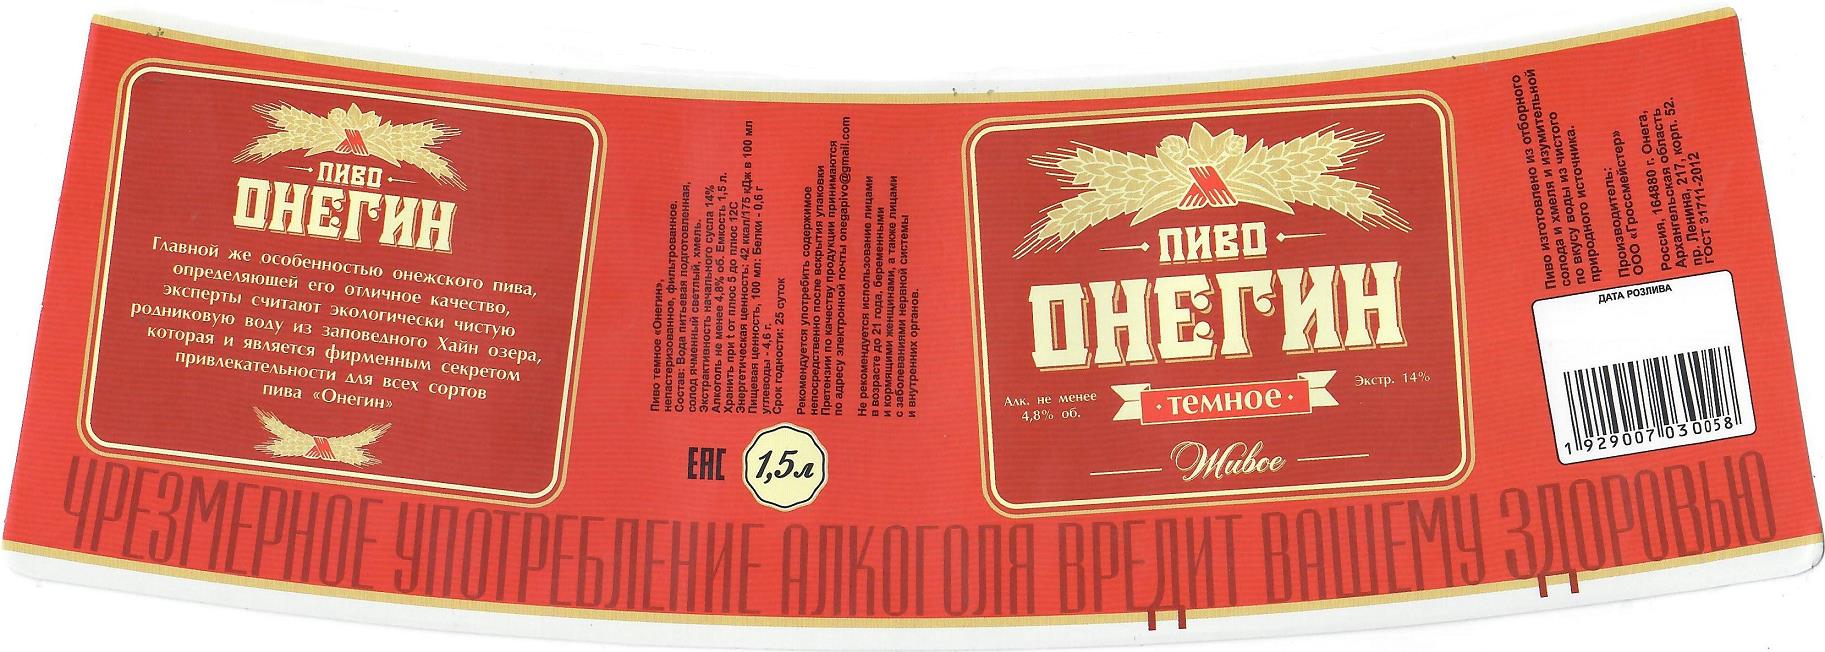 ПИВО
ОНЕГИН
Главной же особенностью онежского пива,
определяющей его отличное качество,
эксперты считают экологически чистую
родниковую воду из заповедного Хайн озера,
которая и является фирменным секретом
привлекательности для всех сортов
пива «Онегин»
Пиво темное «Онегин»,
непастеризованное, фильтрованное.
Состав: Вода питьевая подготовленная,
солод ячменный светлый, хмель.
Экстрактивность начального сусла 14%
Алкоголь не менее 4,8% об. Емкость 1,5 л.
Хранить при t от плюс 5 до плюс 12С
Энергетическая ценность: 42 ккал/175 кДж в 100 мл
Пищевая ценность, 100 мл: Белки - 0,6 г
углеводы - 4,6 г.
Срок годности: 25 суток
Рекомендуется употребить содержимое
непосредственно после вскрытия упаковки
Претензии по качеству продукции принимаются
по адресу электронной почты onegapivo@gmail.com
Не рекомендуется использование лицами
в возрасте до 21 года, беременными
и кормящими женщинами, а также лицами
с заболеваниями нервной системы
и внутренних органов.
ЕАС
1,5л
ПИВО
ОНЕГИН
Алк. не менее
4,8% об.
ТЕМНОЕ
Экстр. 14%
Живое
Пиво изготовлено из отборного
солода и хмеля и изумительной
по вкусу воды из чистого
природного источника.
Производитель:
ООО «Гроссмейстер»
Россия, 164880 г. Онега,
Архангельская область
пр. Ленина, 217, корп. 52.
ГОСТ 31711-2012
ДАТА РОЗЛИВА
1 929007 030058
ЧРЕЗМЕРНОЕ УПОТРЕБЛЕНИЕ АЛКОГОЛЯ ВРЕДИТ ВАШЕМУ ЗДОРОВЬЮ